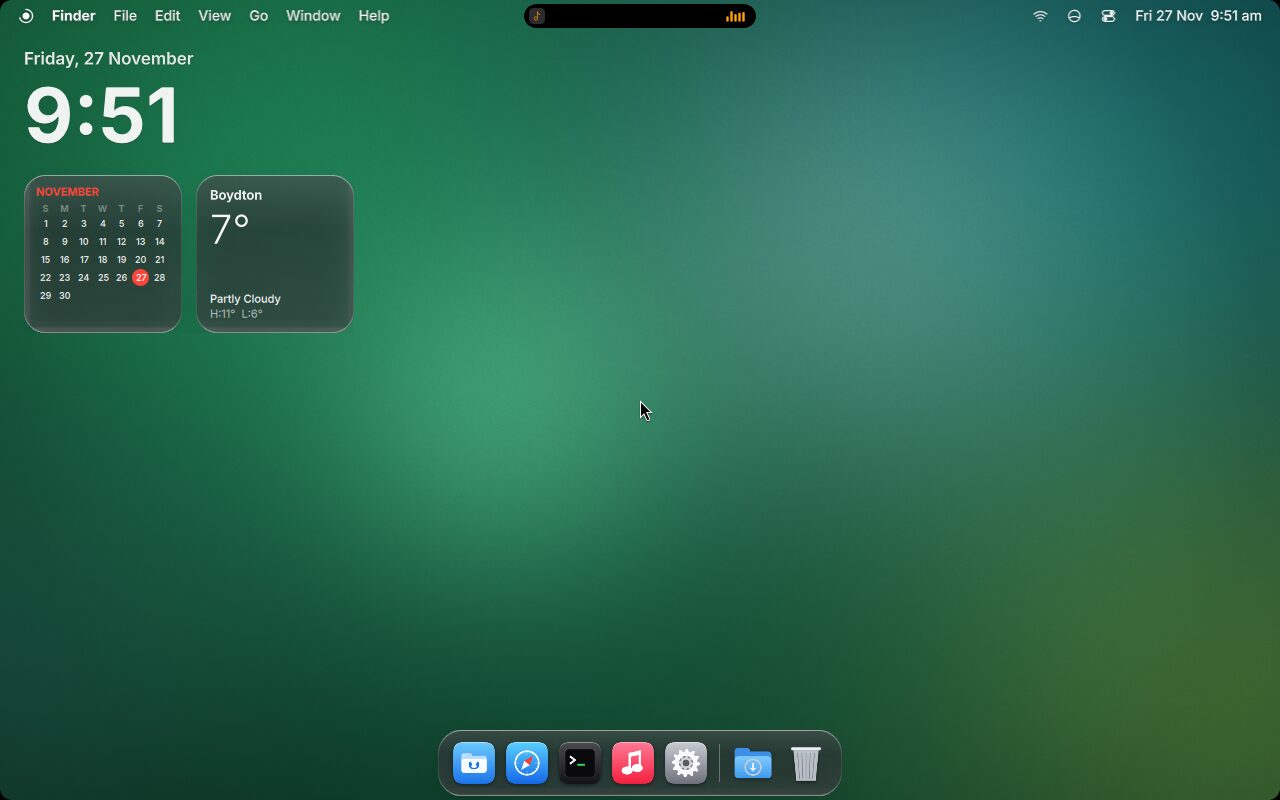 Finder File Edit View Go Window Help
Fri 27 Nov 9:51 am
Friday, 27 November
9:51
NOVEMBER
S M T W T F S
1 2 3 4 5 6 7
8 9 10 11 12 13 14
15 16 17 18 19 20 21
22 23 24 25 26 27 28
29 30
Boydton
7°
Partly Cloudy
H:11° L:6°